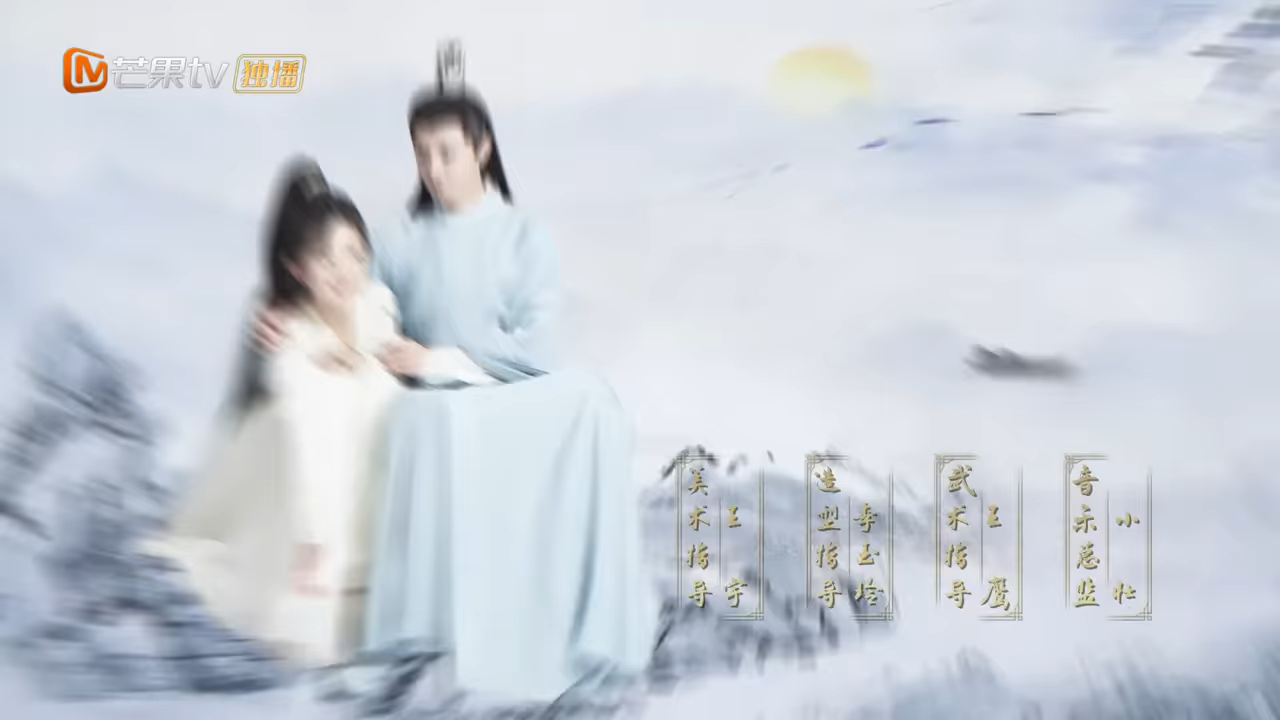 芒果tv 独播
美术指导
王宇
造型指导
李玉玲
武术指导
王鹰
音乐总监
小壮